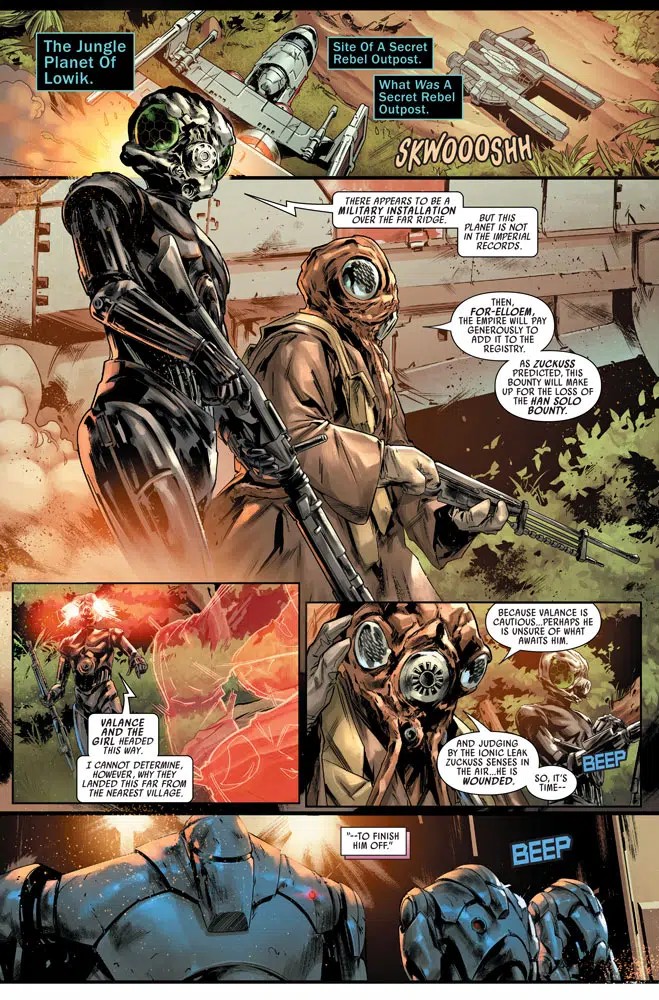 The Jungle
Planet Of
Lowik.
Site Of A Secret
Rebel Outpost.
What Was A
Secret Rebel
Outpost.
SKWOOOSHH
THERE APPEARS TO BE A
MILITARY INSTALLATION
OVER THE FAR RIDGE.
BUT THIS
PLANET IS NOT
IN THE IMPERIAL
RECORDS.
THEN,
FOR-ELLOEM,
THE EMPIRE WILL PAY
GENEROUSLY TO
ADD IT TO THE
REGISTRY.
AS ZUCKUSS
PREDICTED, THIS
BOUNTY WILL MAKE
UP FOR THE LOSS OF
THE HAN SOLO
BOUNTY.
VALANCE
AND THE
GIRL HEADED
THIS WAY.
I CANNOT DETERMINE,
HOWEVER, WHY THEY
LANDED THIS FAR FROM
THE NEAREST VILLAGE.
BECAUSE VALANCE IS
CAUTIOUS...PERHAPS HE
IS UNSURE OF WHAT
AWAITS HIM.
AND JUDGING
BY THE IONIC LEAK
ZUCKUSS SENSES IN
THE AIR...HE IS
WOUNDED.
BEEP
SO, IT'S
TIME--
"--TO FINISH
HIM OFF."
BEEP